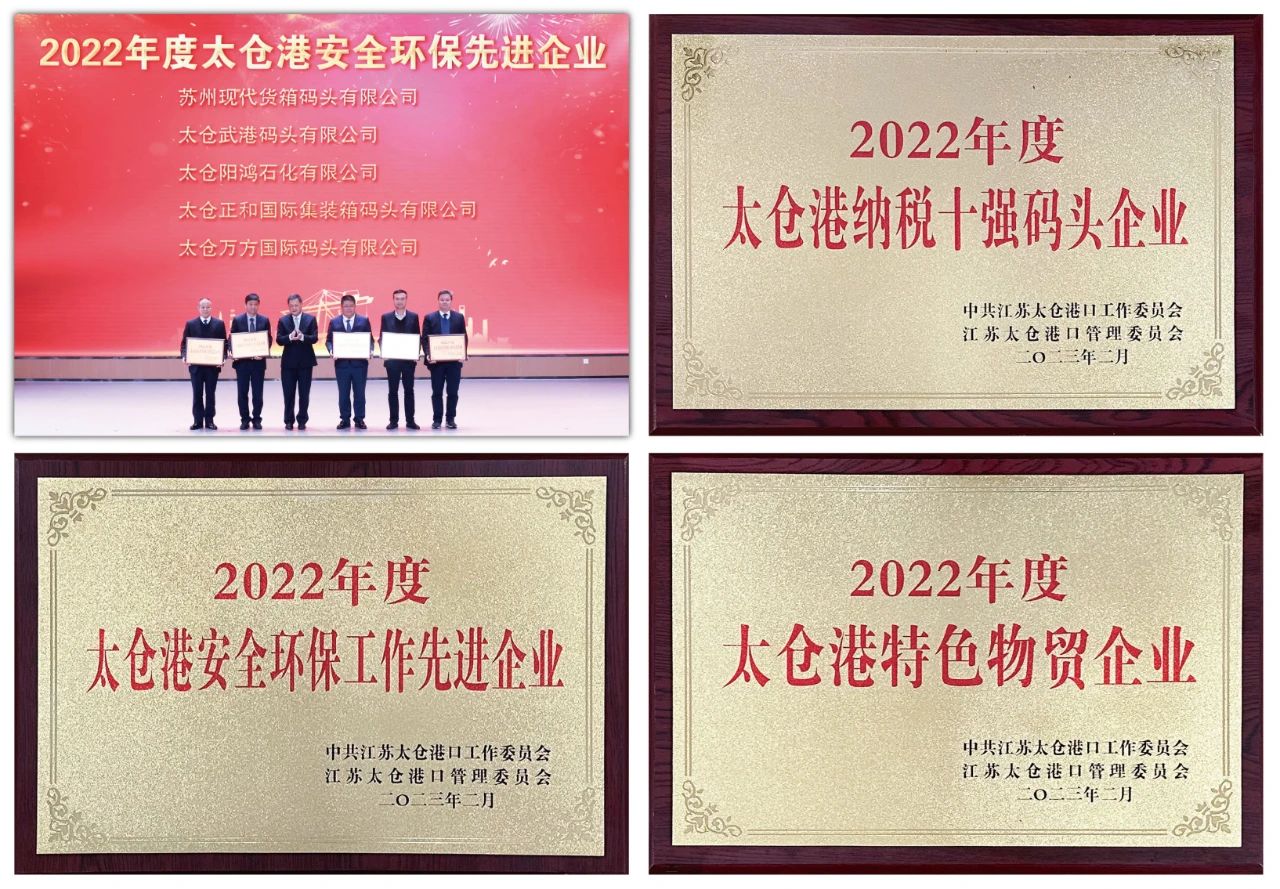 2022年度太仓港安全环保先进企业
苏州现代货箱码头有限公司
太仓武港码头有限公司
太仓阳鸿石化有限公司
太仓正和国际集装箱码头有限公司
太仓万方国际码头有限公司
2022年度
太仓港纳税十强码头企业
中共江苏太仓港口工作委员会
江苏太仓港口管理委员会
二〇二三年二月
2022年度
太仓港安全环保工作先进企业
中共江苏太仓港口工作委员会
江苏太仓港口管理委员会
二〇二三年二月
2022年度
太仓港特色物贸企业
中共江苏太仓港口工作委员会
江苏太仓港口管理委员会
二〇二三年二月